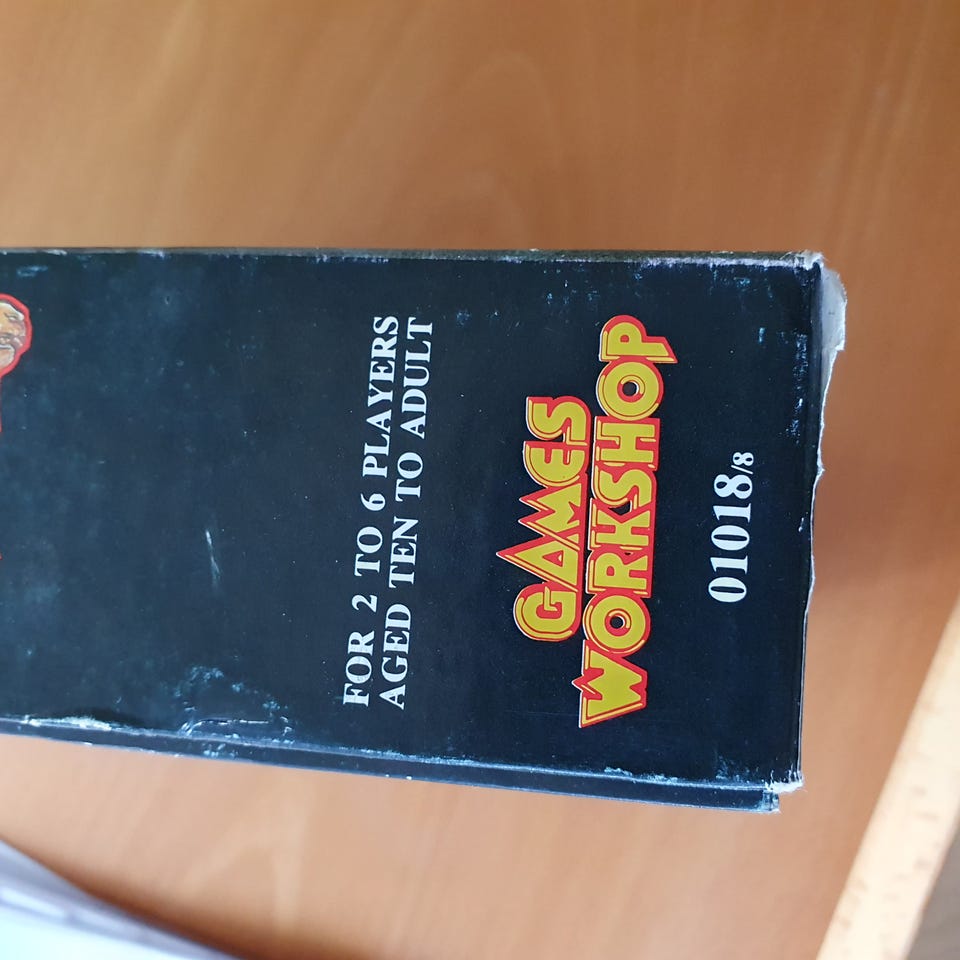 FOR 2 TO 6 PLAYERS
AGED TEN TO ADULT
GAMES
WORKSHOP
01018/8